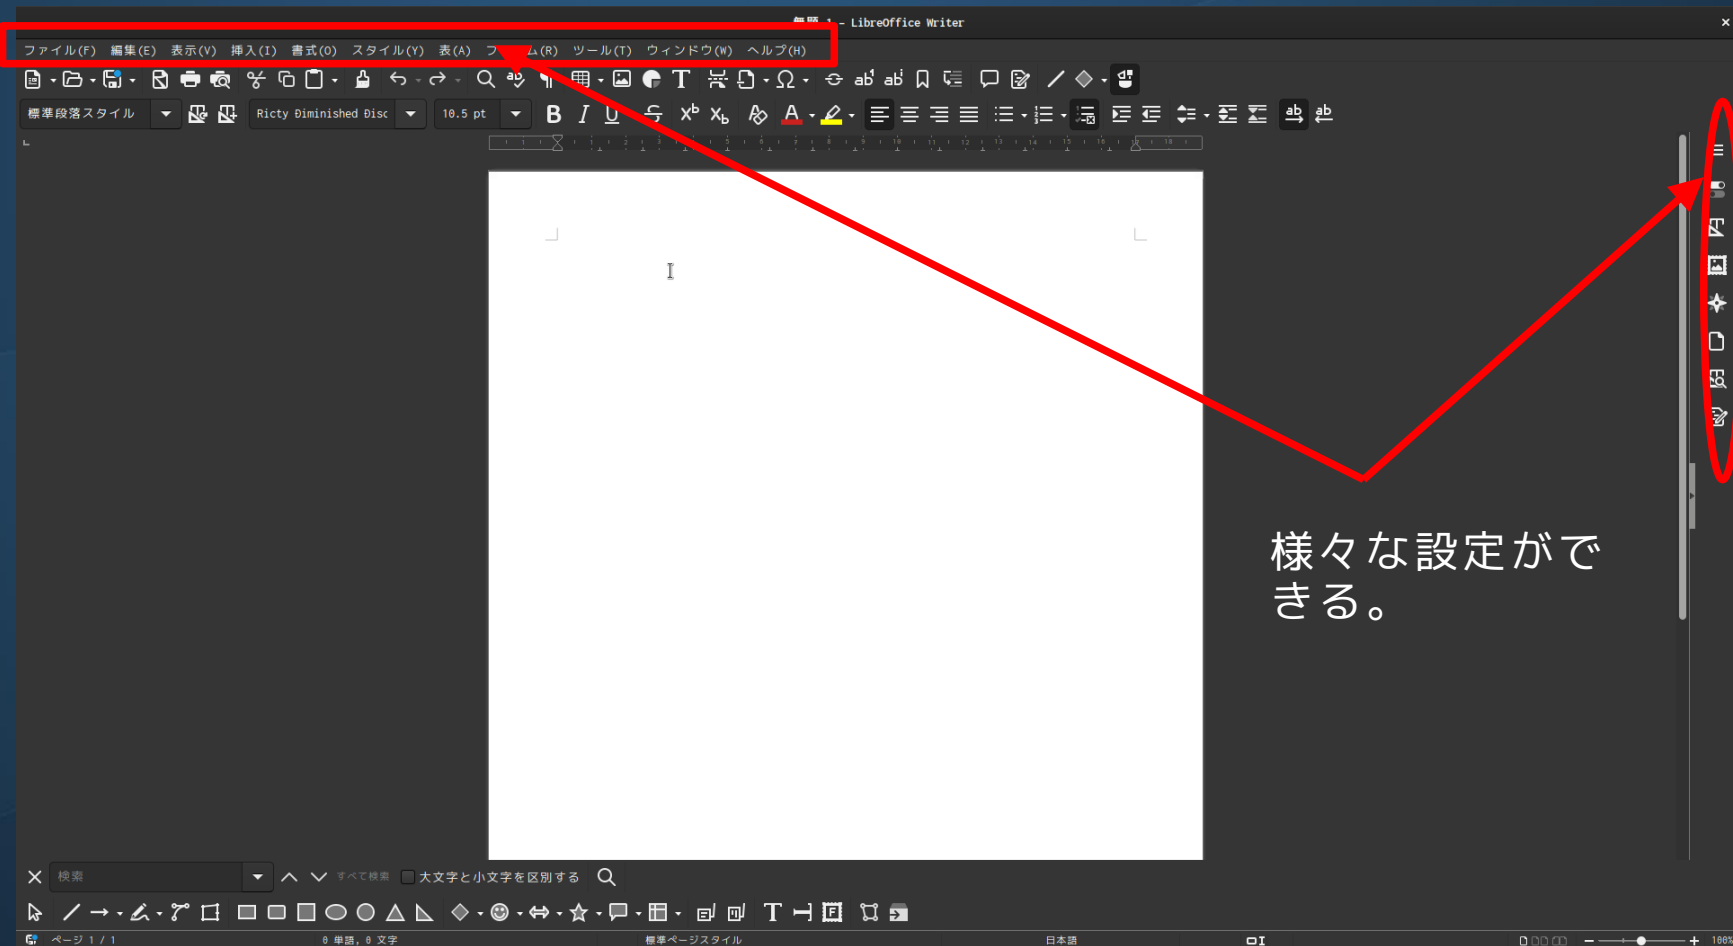 無題 1 - LibreOffice Writer
ファイル(F) 編集(E) 表示(V) 挿入(I) 書式(O) スタイル(Y) 表(A) フ ム(R) ツール(T) ウィンドウ(W) ヘルプ(H)
標準段落スタイル Ricty Diminished Disc 10.5 pt
様々な設定がで
きる。
検索 すべて検索 大文字と小文字を区別する
ページ 1 / 1 0 単語, 0 文字 標準ページスタイル 日本語 100%